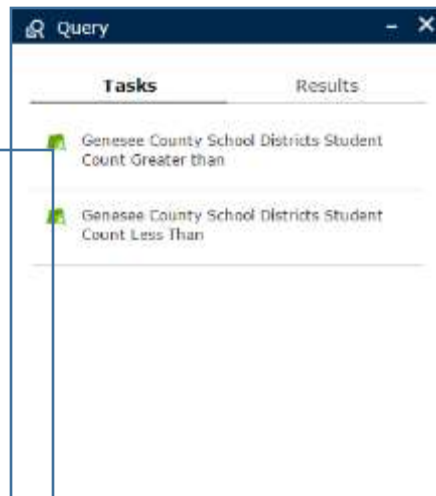 Query
Tasks Results
Genesee County School Districts Student
Count Greater than
Genesee County School Districts Student
Count Less Than